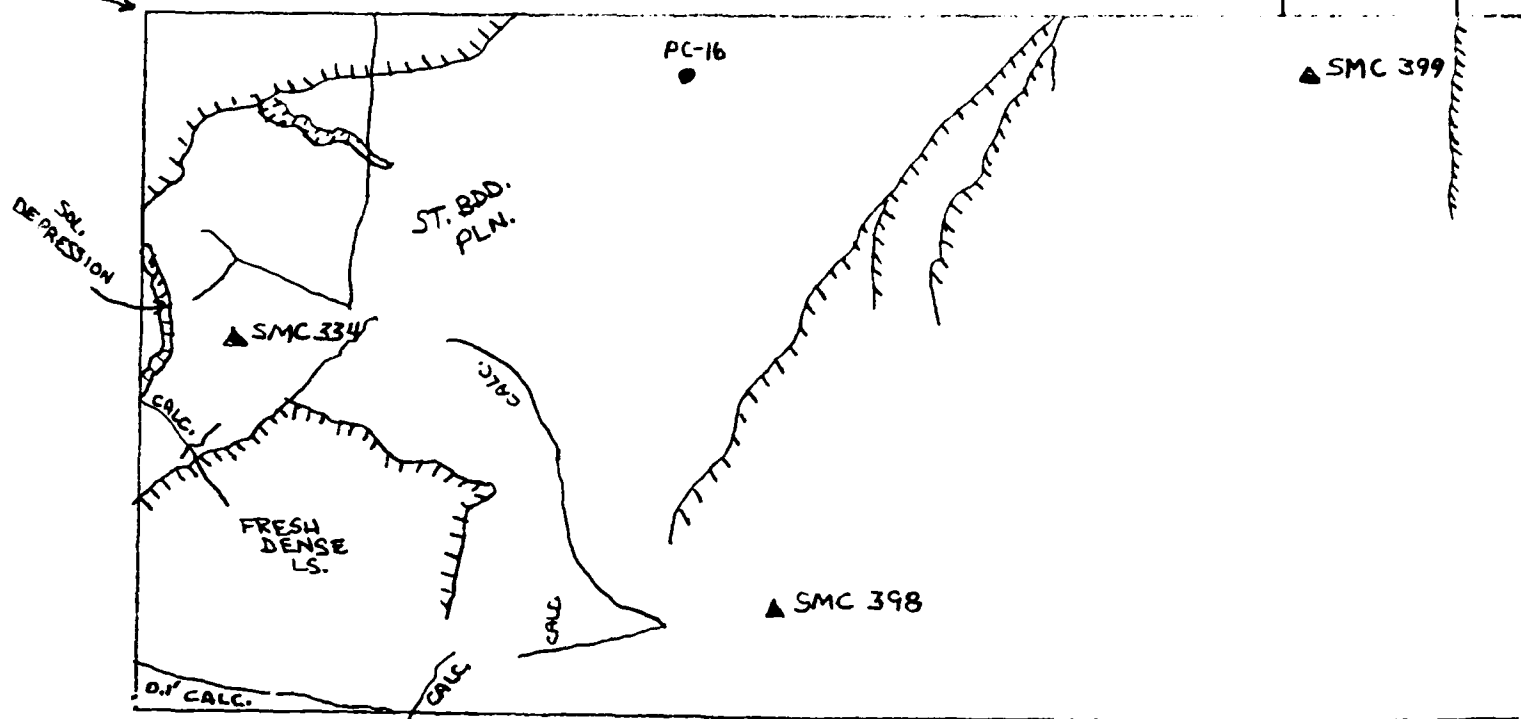 PC-16
SMC 399
ST. BDD.
PLN.
SOL.
DEPRESSION
SMC 334
CALC.
CALC.
FRESH
DENSE
LS.
SMC 398
CALC
CALC.
0.1' CALC.